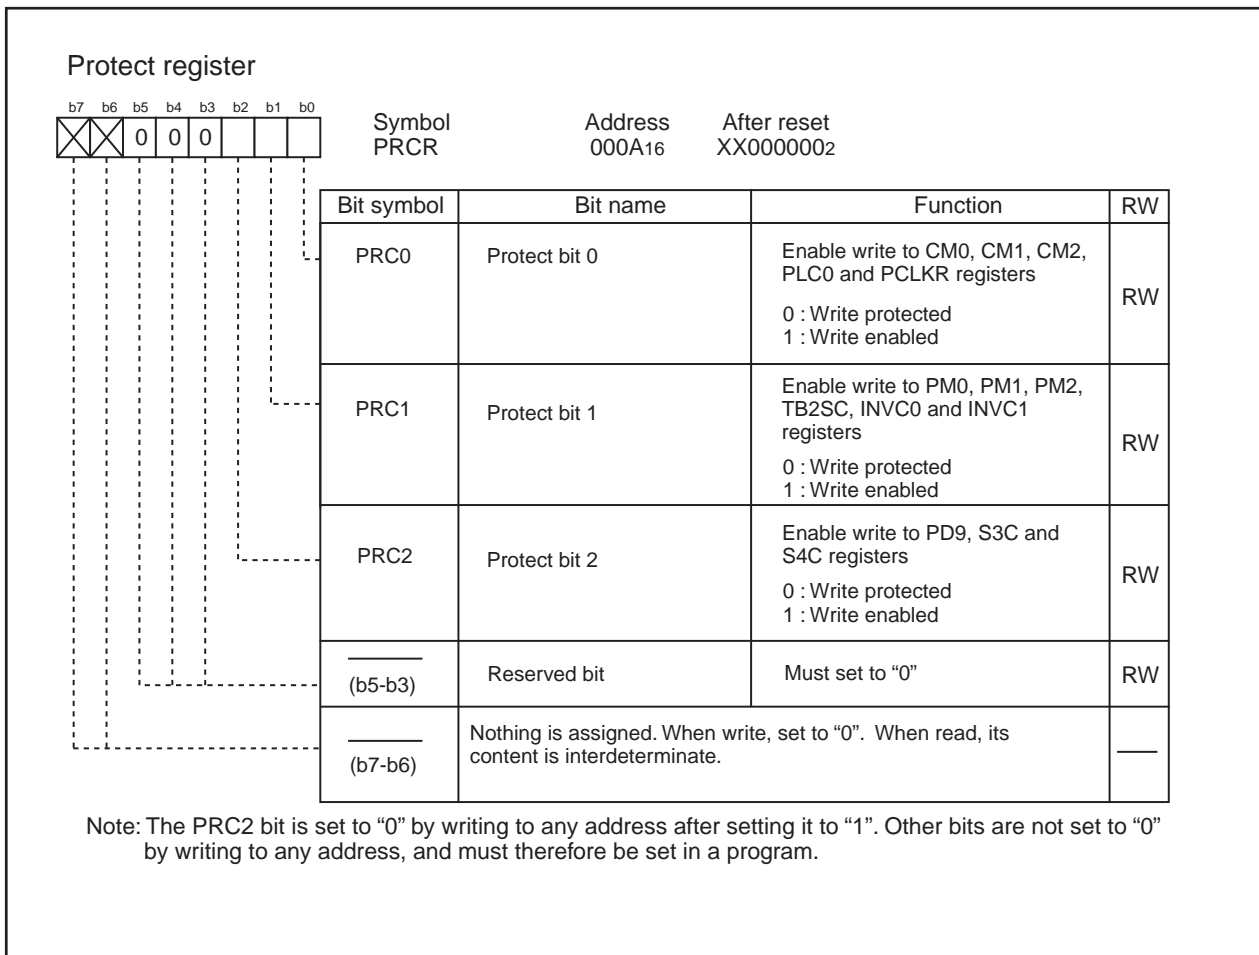 Protect register
b7 b6 b5 b4 b3 b2 b1 b0
0 0 0
Symbol Address After reset
PRCR 000A16 XX0000002
Bit symbol Bit name Function RW
PRC0 Protect bit 0 Enable write to CM0, CM1, CM2,
PLC0 and PCLKR registers
0 : Write protected
1 : Write enabled
RW
PRC1 Protect bit 1 Enable write to PM0, PM1, PM2,
TB2SC, INVC0 and INVC1
registers
0 : Write protected
1 : Write enabled
RW
PRC2 Protect bit 2 Enable write to PD9, S3C and
S4C registers
0 : Write protected
1 : Write enabled
RW
(b5-b3) Reserved bit Must set to “0” RW
(b7-b6) Nothing is assigned. When write, set to “0”. When read, its
content is interdeterminate.
Note: The PRC2 bit is set to “0” by writing to any address after setting it to “1”. Other bits are not set to “0”
by writing to any address, and must therefore be set in a program.